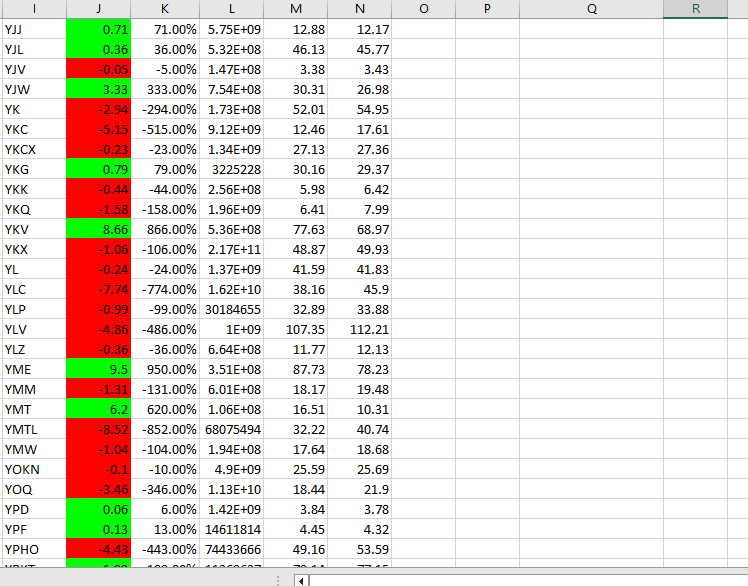 I J K L M N O P Q R
YJJ 0.71 71.00% 5.75E+09 12.88 12.17
YJL 0.36 36.00% 5.32E+08 46.13 45.77
YJV -0.05 -5.00% 1.47E+08 3.38 3.43
YJW 3.33 333.00% 7.54E+08 30.31 26.98
YK -2.94 -294.00% 1.73E+08 52.01 54.95
YKC -5.15 -515.00% 9.12E+09 12.46 17.61
YKCX -0.23 -23.00% 1.34E+09 27.13 27.36
YKG 0.79 79.00% 3225228 30.16 29.37
YKK -0.44 -44.00% 2.56E+08 5.98 6.42
YKQ -1.58 -158.00% 1.96E+09 6.41 7.99
YKV 8.66 866.00% 5.36E+08 77.63 68.97
YKX -1.06 -106.00% 2.17E+11 48.87 49.93
YL -0.24 -24.00% 1.37E+09 41.59 41.83
YLC -7.74 -774.00% 1.62E+10 38.16 45.9
YLP -0.99 -99.00% 30184655 32.89 33.88
YLV -4.86 -486.00% 1E+09 107.35 112.21
YLZ -0.36 -36.00% 6.64E+08 11.77 12.13
YME 9.5 950.00% 3.51E+08 87.73 78.23
YMM -1.31 -131.00% 6.01E+08 18.17 19.48
YMT 6.2 620.00% 1.06E+08 16.51 10.31
YMTL -8.52 -852.00% 68075494 32.22 40.74
YMW -1.04 -104.00% 1.94E+08 17.64 18.68
YOKN -0.1 -10.00% 4.9E+09 25.59 25.69
YOQ -3.46 -346.00% 1.13E+10 18.44 21.9
YPD 0.06 6.00% 1.42E+09 3.84 3.78
YPF 0.13 13.00% 14611814 4.45 4.32
YPHO -4.43 -443.00% 74433666 49.16 53.59